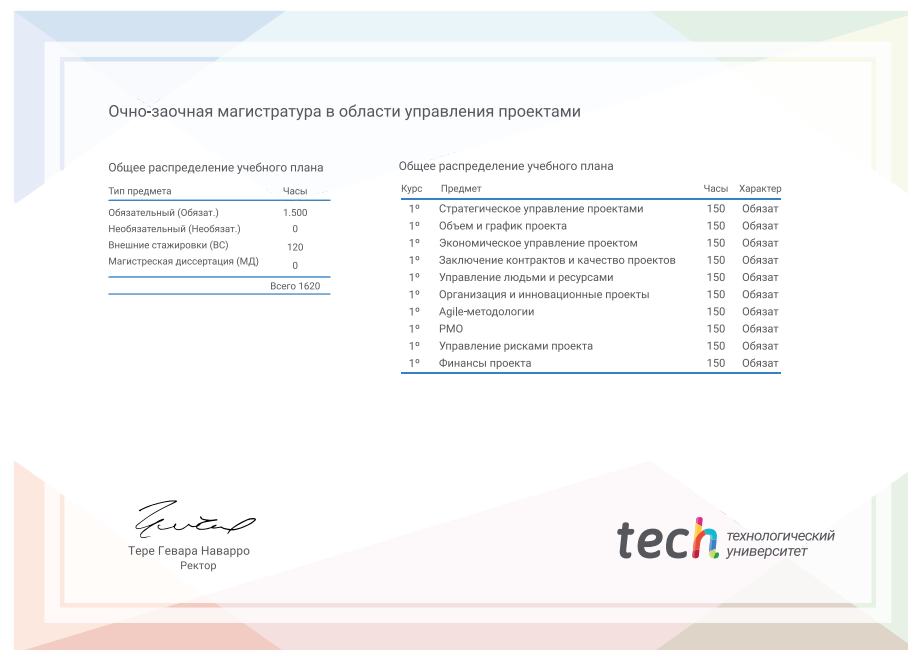 Очно-заочная магистратура в области управления проектами
Общее распределение учебного плана
Тип предмета Часы
Обязательный (Обязат.) 1.500
Необязательный (Необязат.) 0
Внешние стажировки (ВС) 120
Магистреская диссертация (МД) 0
Всего 1620
Общее распределение учебного плана
Курс Предмет Часы Характер
1º Стратегическое управление проектами 150 Обязат
1º Объем и график проекта 150 Обязат
1º Экономическое управление проектом 150 Обязат
1º Заключение контрактов и качество проектов 150 Обязат
1º Управление людьми и ресурсами 150 Обязат
1º Организация и инновационные проекты 150 Обязат
1º Agile-методологии 150 Обязат
1º PMO 150 Обязат
1º Управление рисками проекта 150 Обязат
1º Финансы проекта 150 Обязат
Тере Гевара Наварро
Ректор
tech технологический
университет